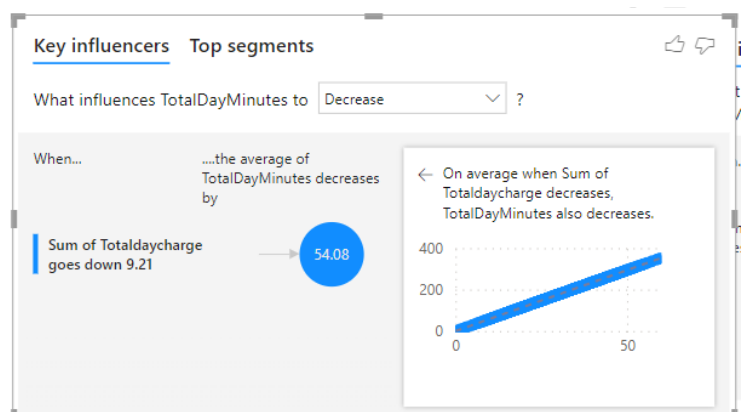 Key influencers Top segments
What influences TotalDayMinutes to Decrease ?
When...
....the average of
TotalDayMinutes decreases
by
Sum of Totaldaycharge
goes down 9.21
54.08
On average when Sum of
Totaldaycharge decreases,
TotalDayMinutes also decreases.
400
200
0
0 50